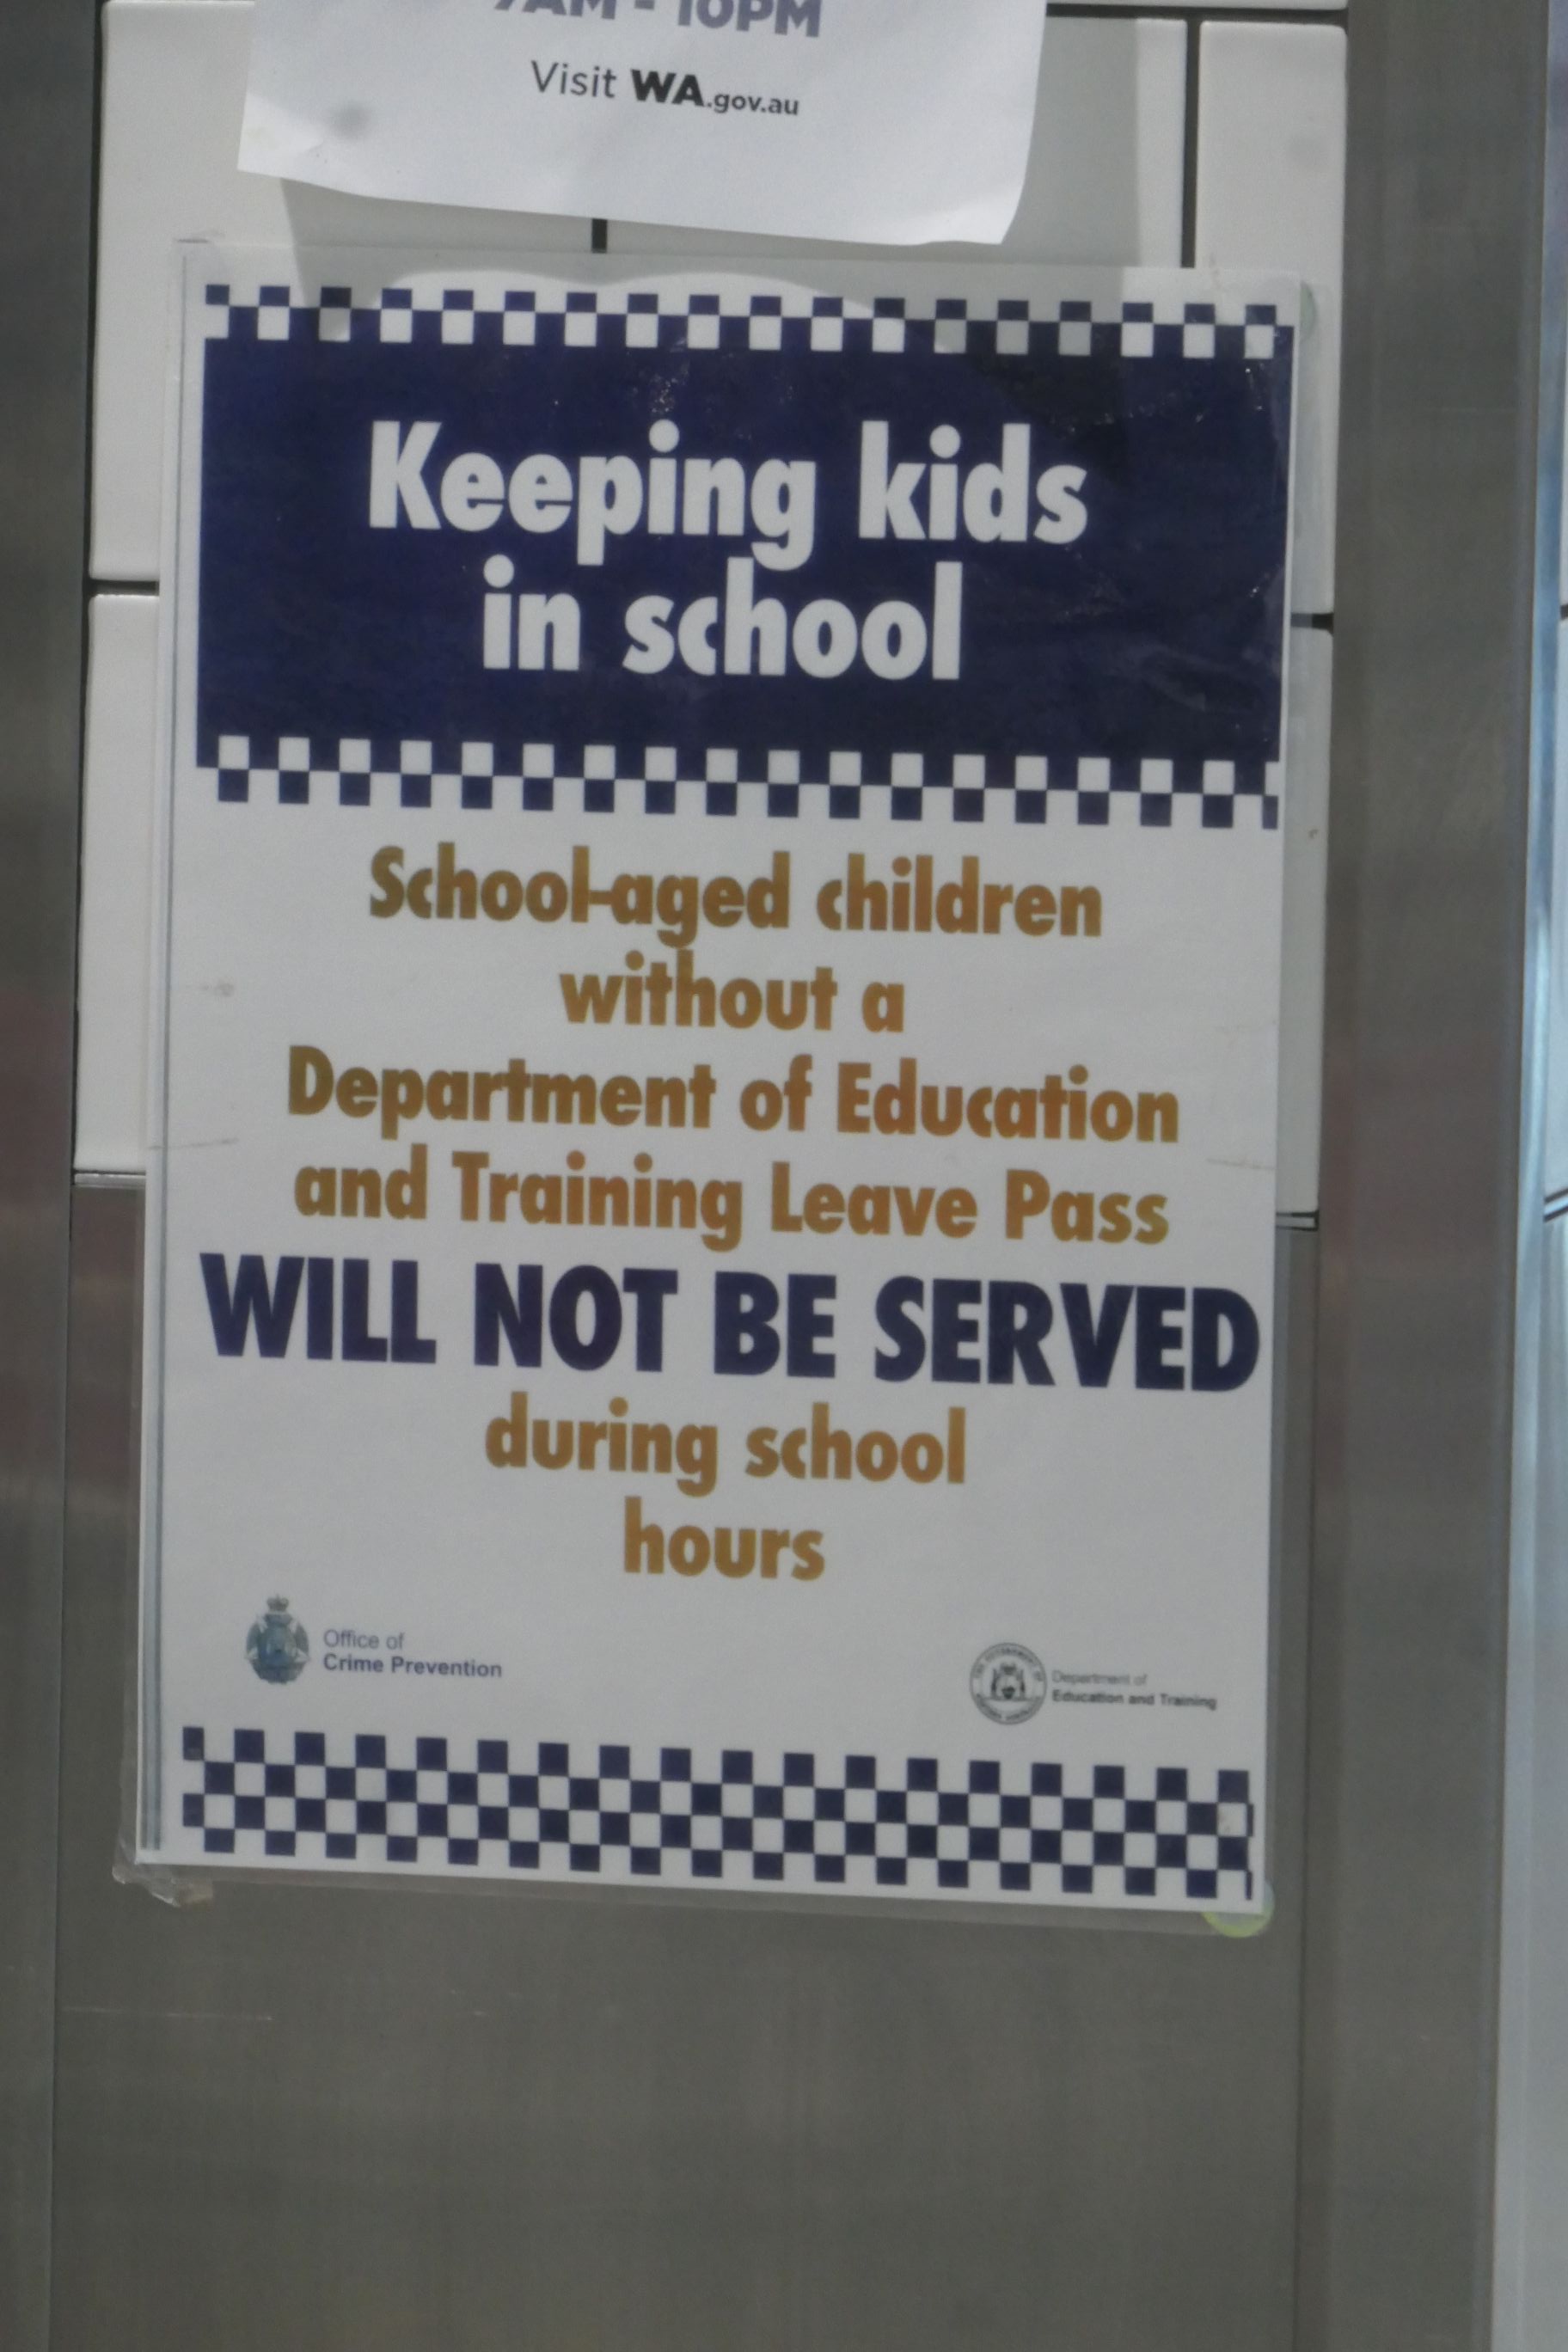 10PM
Visit WA.gov.au
Keeping kids
in school
School-aged children
without a
Department of Education
and Training Leave Pass
WILL NOT BE SERVED
during school
hours
Office of
Crime Prevention
Department of
Education and Training